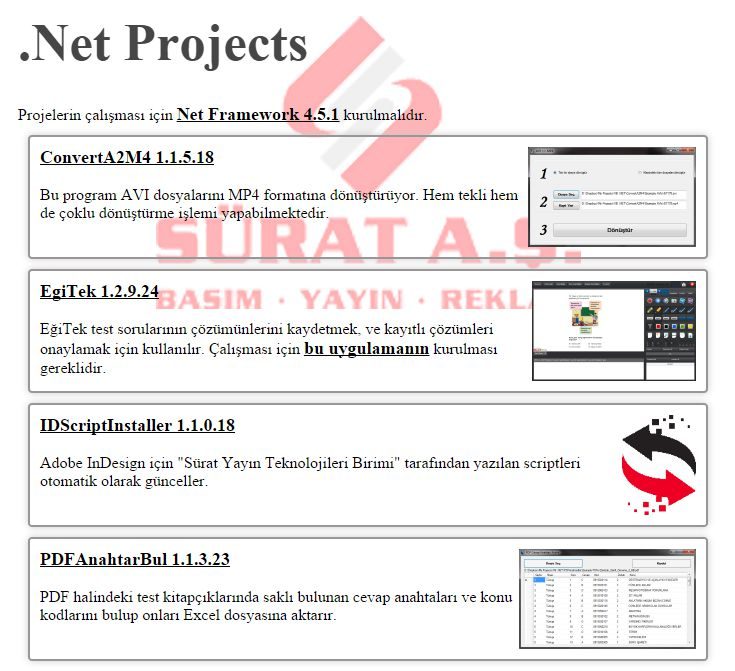 .Net Projects
Projelerin çalışması için Net Framework 4.5.1 kurulmalıdır.
SÜRAT A.Ş.
BASIM · YAYIN · REKLA
ConvertA2M4 1.1.5.18
Bu program AVI dosyalarını MP4 formatına dönüştürüyor. Hem tekli hem
de çoklu dönüştürme işlemi yapabilmektedir.
1
2
3
Dönüştür
EgiTek 1.2.9.24
EğiTek test sorularının çözümünlerini kaydetmek, ve kayıtlı çözümleri
onaylamak için kullanılır. Çalışması için bu uygulamanın kurulması
gereklidir.
IDScriptInstaller 1.1.0.18
Adobe InDesign için "Sürat Yayın Teknolojileri Birimi" tarafından yazılan scriptleri
otomatik olarak günceller.
PDFAnahtarBul 1.1.3.23
PDF halindeki test kitapçıklarında saklı bulunan cevap anahtaları ve konu
kodlarını bulup onları Excel dosyasına aktarır.